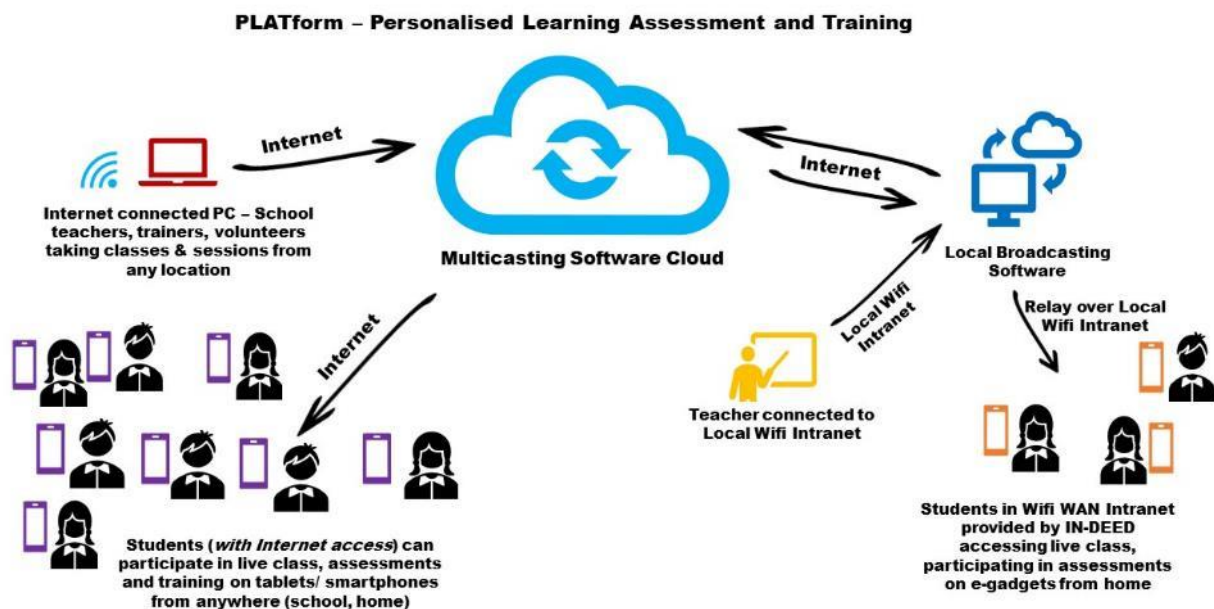 PLATform – Personalised Learning Assessment and Training
Internet
Internet connected PC – School
teachers, trainers, volunteers
taking classes & sessions from
any location
Multicasting Software Cloud
Internet
Local Broadcasting
Software
Internet
Local Wifi
Intranet
Relay over Local
Wifi Intranet
Teacher connected to
Local Wifi Intranet
Students (with Internet access) can
participate in live class, assessments
and training on tablets/ smartphones
from anywhere (school, home)
Students in Wifi WAN Intranet
provided by IN-DEED
accessing live class,
participating in assessments
on e-gadgets from home